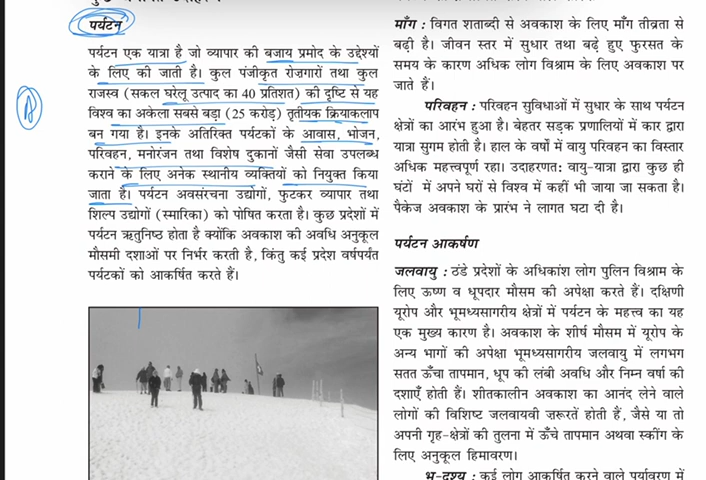 पर्यटन
पर्यटन एक यात्रा है जो व्यापार की बजाय प्रमोद के उद्देश्यों
के लिए की जाती है। कुल पंजीकृत रोजगारों तथा कुल
राजस्व (सकल घरेलू उत्पाद का 40 प्रतिशत) की दृष्टि से यह
विश्व का अकेला सबसे बड़ा (25 करोड़) तृतीयक क्रियाकलाप
बन गया है। इनके अतिरिक्त पर्यटकों के आवास, भोजन,
परिवहन, मनोरंजन तथा विशेष दुकानों जैसी सेवा उपलब्ध
कराने के लिए अनेक स्थानीय व्यक्तियों को नियुक्त किया
जाता है। पर्यटन अवसंरचना उद्योगों, फुटकर व्यापार तथा
शिल्प उद्योगों (स्मारिका) को पोषित करता है। कुछ प्रदेशों में
पर्यटन ऋतुनिष्ठ होता है क्योंकि अवकाश की अवधि अनुकूल
मौसमी दशाओं पर निर्भर करती है, किंतु कई प्रदेश वर्षपर्यंत
पर्यटकों को आकर्षित करते हैं।
माँग : विगत शताब्दी से अवकाश के लिए माँग तीव्रता से
बढ़ी है। जीवन स्तर में सुधार तथा बढ़े हुए फुरसत के
समय के कारण अधिक लोग विश्राम के लिए अवकाश पर
जाते हैं।
परिवहन : परिवहन सुविधाओं में सुधार के साथ पर्यटन
क्षेत्रों का आरंभ हुआ है। बेहतर सड़क प्रणालियों में कार द्वारा
यात्रा सुगम होती है। हाल के वर्षों में वायु परिवहन का विस्तार
अधिक महत्त्वपूर्ण रहा। उदाहरणत: वायु-यात्रा द्वारा कुछ ही
घंटों में अपने घरों से विश्व में कहीं भी जाया जा सकता है।
पैकेज अवकाश के प्रारंभ ने लागत घटा दी है।
पर्यटन आकर्षण
जलवायु : ठंडे प्रदेशों के अधिकांश लोग पुलिन विश्राम के
लिए ऊष्ण व धूपदार मौसम की अपेक्षा करते हैं। दक्षिणी
यूरोप और भूमध्यसागरीय क्षेत्रों में पर्यटन के महत्त्व का यह
एक मुख्य कारण है। अवकाश के शीर्ष मौसम में यूरोप के
अन्य भागों की अपेक्षा भूमध्यसागरीय जलवायु में लगभग
सतत ऊँचा तापमान, धूप की लंबी अवधि और निम्न वर्षा की
दशाएँ होती हैं। शीतकालीन अवकाश का आनंद लेने वाले
लोगों की विशिष्ट जलवायवी ज़रूरतें होती हैं, जैसे या तो
अपनी गृह-क्षेत्रों की तुलना में ऊँचे तापमान अथवा स्कींग के
लिए अनुकूल हिमावरण।
भू-दृश्य : कई लोग आकर्षित करने वाले पर्यावरण में